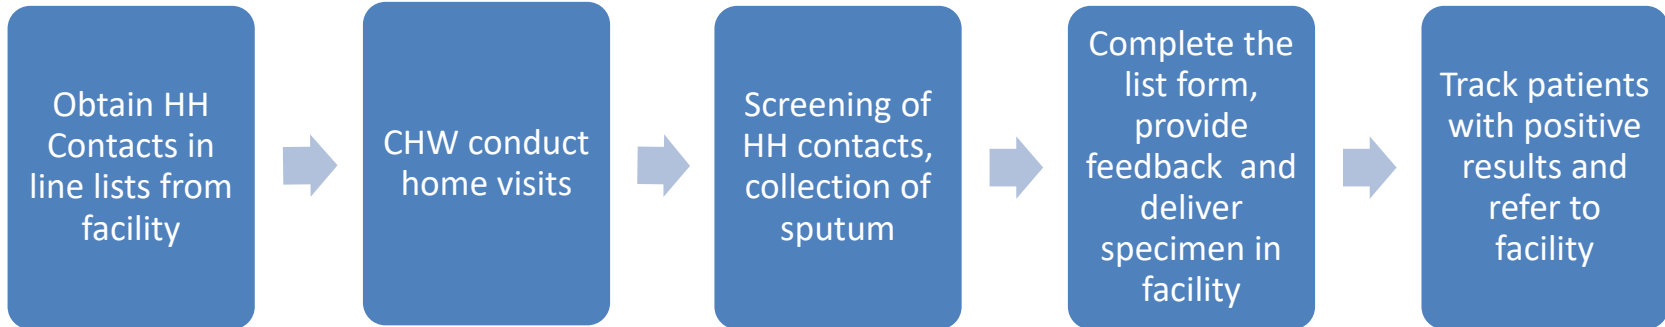 Obtain HH
Contacts in
line lists from
facility
CHW conduct
home visits
Screening of
HH contacts,
collection of
sputum
Complete the
list form,
provide
feedback  and
deliver
specimen in
facility
Track patients
with positive
results and
refer to
facility